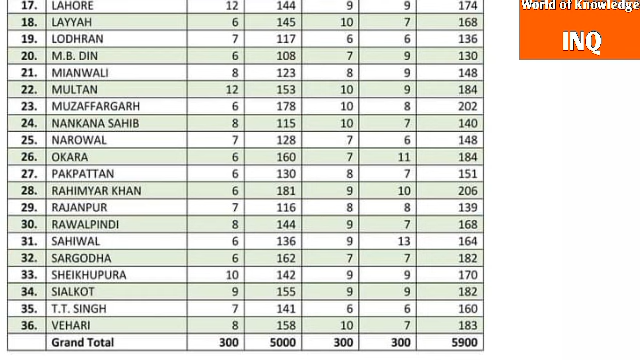 World of Knowledge
INQ
17. LAHORE 12 144 9 9 174
18. LAYYAH 6 145 10 7 168
19. LODHRAN 7 117 6 6 136
20. M.B. DIN 6 108 7 9 130
21. MIANWALI 8 123 8 9 148
22. MULTAN 12 153 10 9 184
23. MUZAFFARGARH 6 178 10 8 202
24. NANKANA SAHIB 8 115 10 7 140
25. NAROWAL 7 128 7 6 148
26. OKARA 6 160 7 11 184
27. PAKPATTAN 6 130 8 7 151
28. RAHIMYAR KHAN 6 181 9 10 206
29. RAJANPUR 7 116 8 8 139
30. RAWALPINDI 8 144 9 7 168
31. SAHIWAL 6 136 9 13 164
32. SARGODHA 6 162 7 7 182
33. SHEIKHUPURA 10 142 9 9 170
34. SIALKOT 9 155 9 9 182
35. T.T. SINGH 7 141 6 6 160
36. VEHARI 8 158 10 7 183
Grand Total 300 5000 300 300 5900